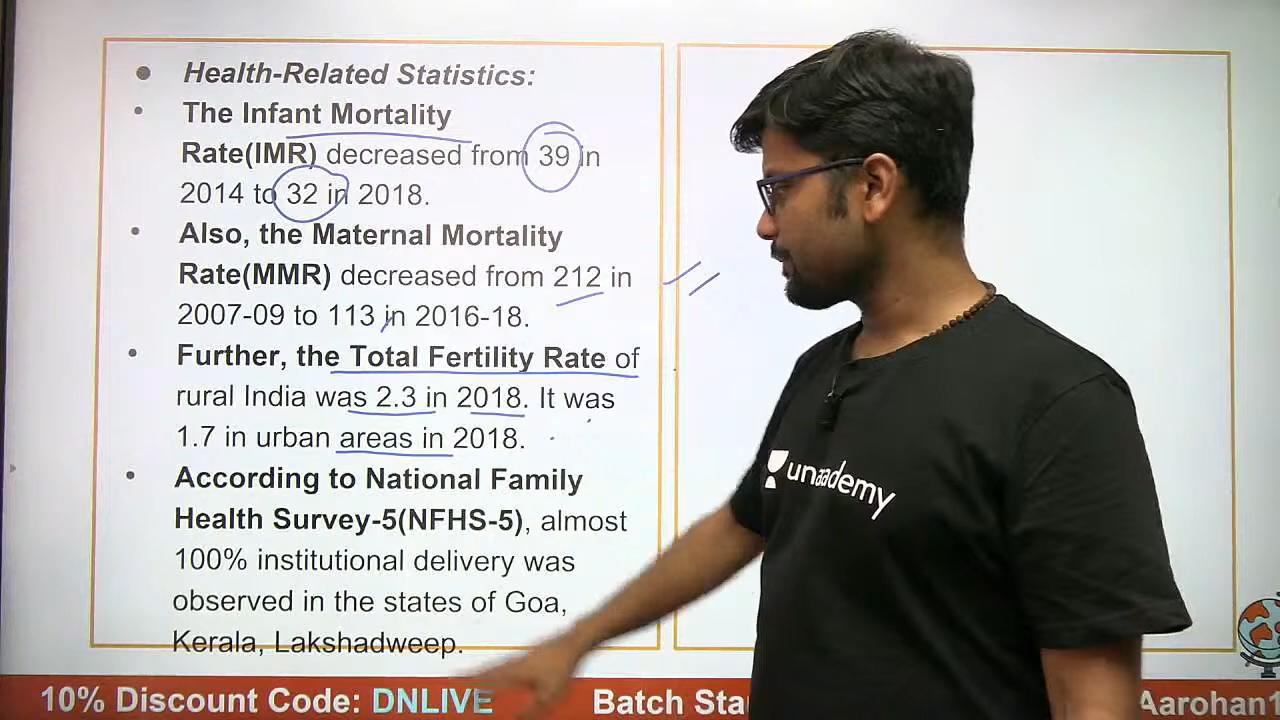 Health-Related Statistics:
The Infant Mortality
Rate(IMR) decreased from 39 in
2014 to 32 in 2018.
Also, the Maternal Mortality
Rate(MMR) decreased from 212 in
2007-09 to 113 in 2016-18.
Further, the Total Fertility Rate of
rural India was 2.3 in 2018. It was
1.7 in urban areas in 2018.
According to National Family
Health Survey-5(NFHS-5), almost
100% institutional delivery was
observed in the states of Goa,
Kerala, Lakshadweep.
unacademy
10% Discount Code: DNLIVE Batch Sta Aarohan1